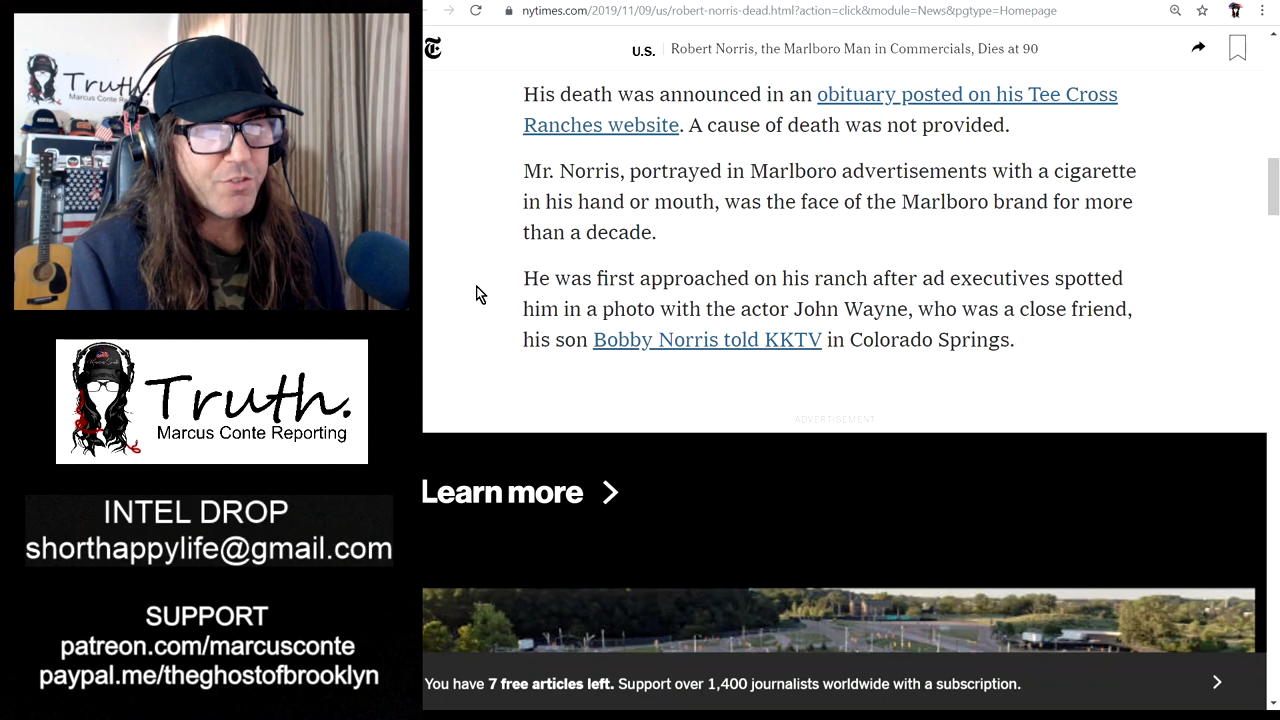 nytimes.com/2019/11/09/us/robert-norris-dead.html?action=click&module=News&pgtype=Homepage
U.S. | Robert Norris, the Marlboro Man in Commercials, Dies at 90
His death was announced in an obituary posted on his Tee Cross
Ranches website. A cause of death was not provided.
Mr. Norris, portrayed in Marlboro advertisements with a cigarette
in his hand or mouth, was the face of the Marlboro brand for more
than a decade.
He was first approached on his ranch after ad executives spotted
him in a photo with the actor John Wayne, who was a close friend,
his son Bobby Norris told KKTV in Colorado Springs.
ADVERTISEMENT
Learn more
You have 7 free articles left. Support over 1,400 journalists worldwide with a subscription.
Truth.
Marcus Conte Reporting
Truth.
Marcus Conte Reporting
INTEL DROP
shorthappylife@gmail.com
SUPPORT
patreon.com/marcusconte
paypal.me/theghostofbrooklyn